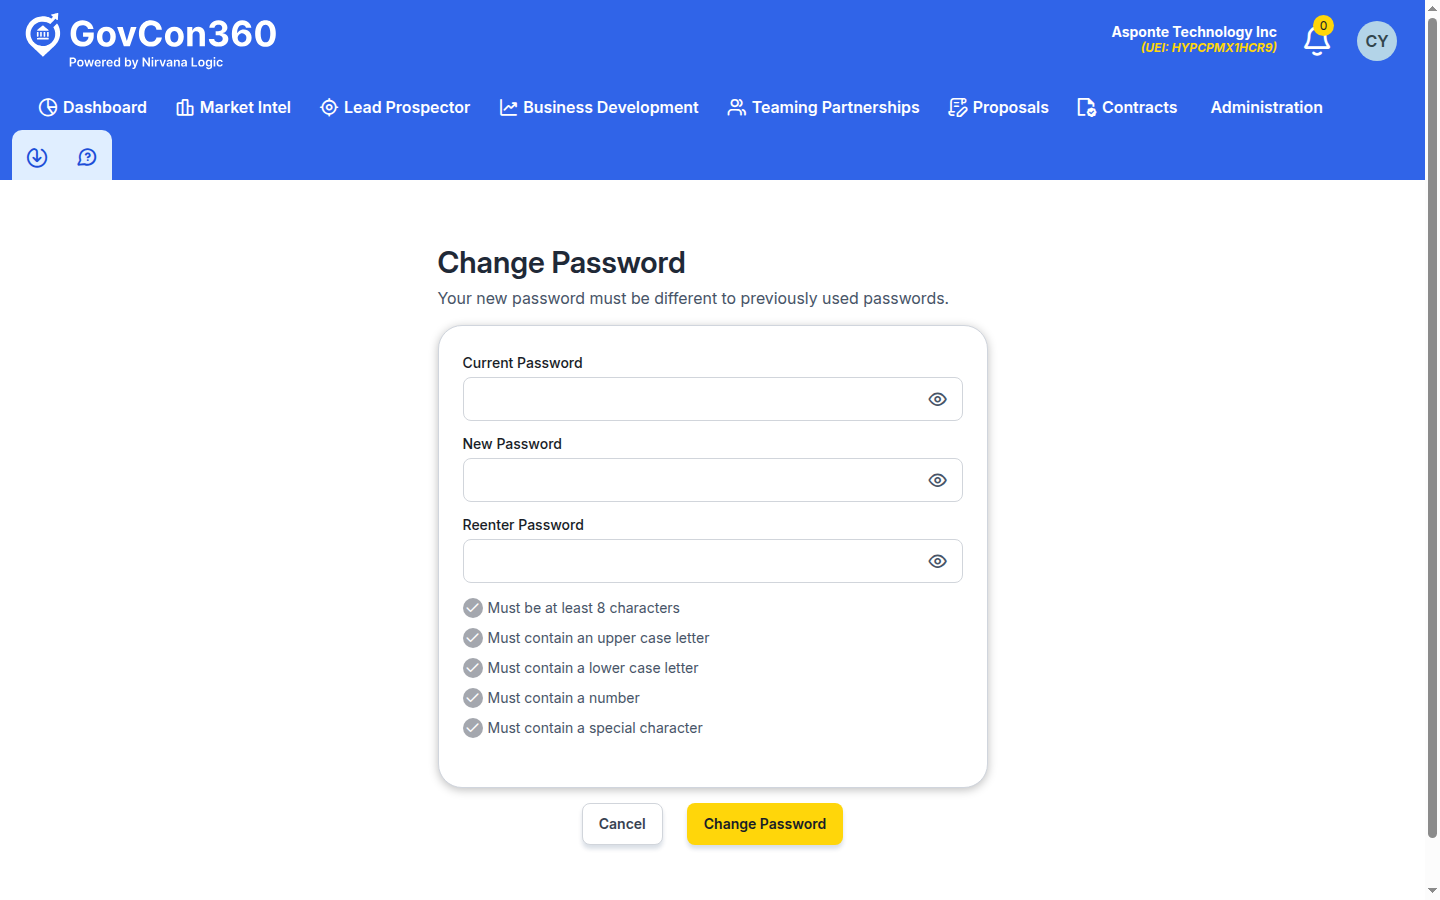 GovCon360
Powered by Nirvana Logic
Asponte Technology Inc
(UEI: HYPCPMX1HCR9)
0
CY
Dashboard
Market Intel
Lead Prospector
Business Development
Teaming Partnerships
Proposals
Contracts
Administration
Change Password
Your new password must be different to previously used passwords.
Current Password
New Password
Reenter Password
Must be at least 8 characters
Must contain an upper case letter
Must contain a lower case letter
Must contain a number
Must contain a special character
Cancel
Change Password